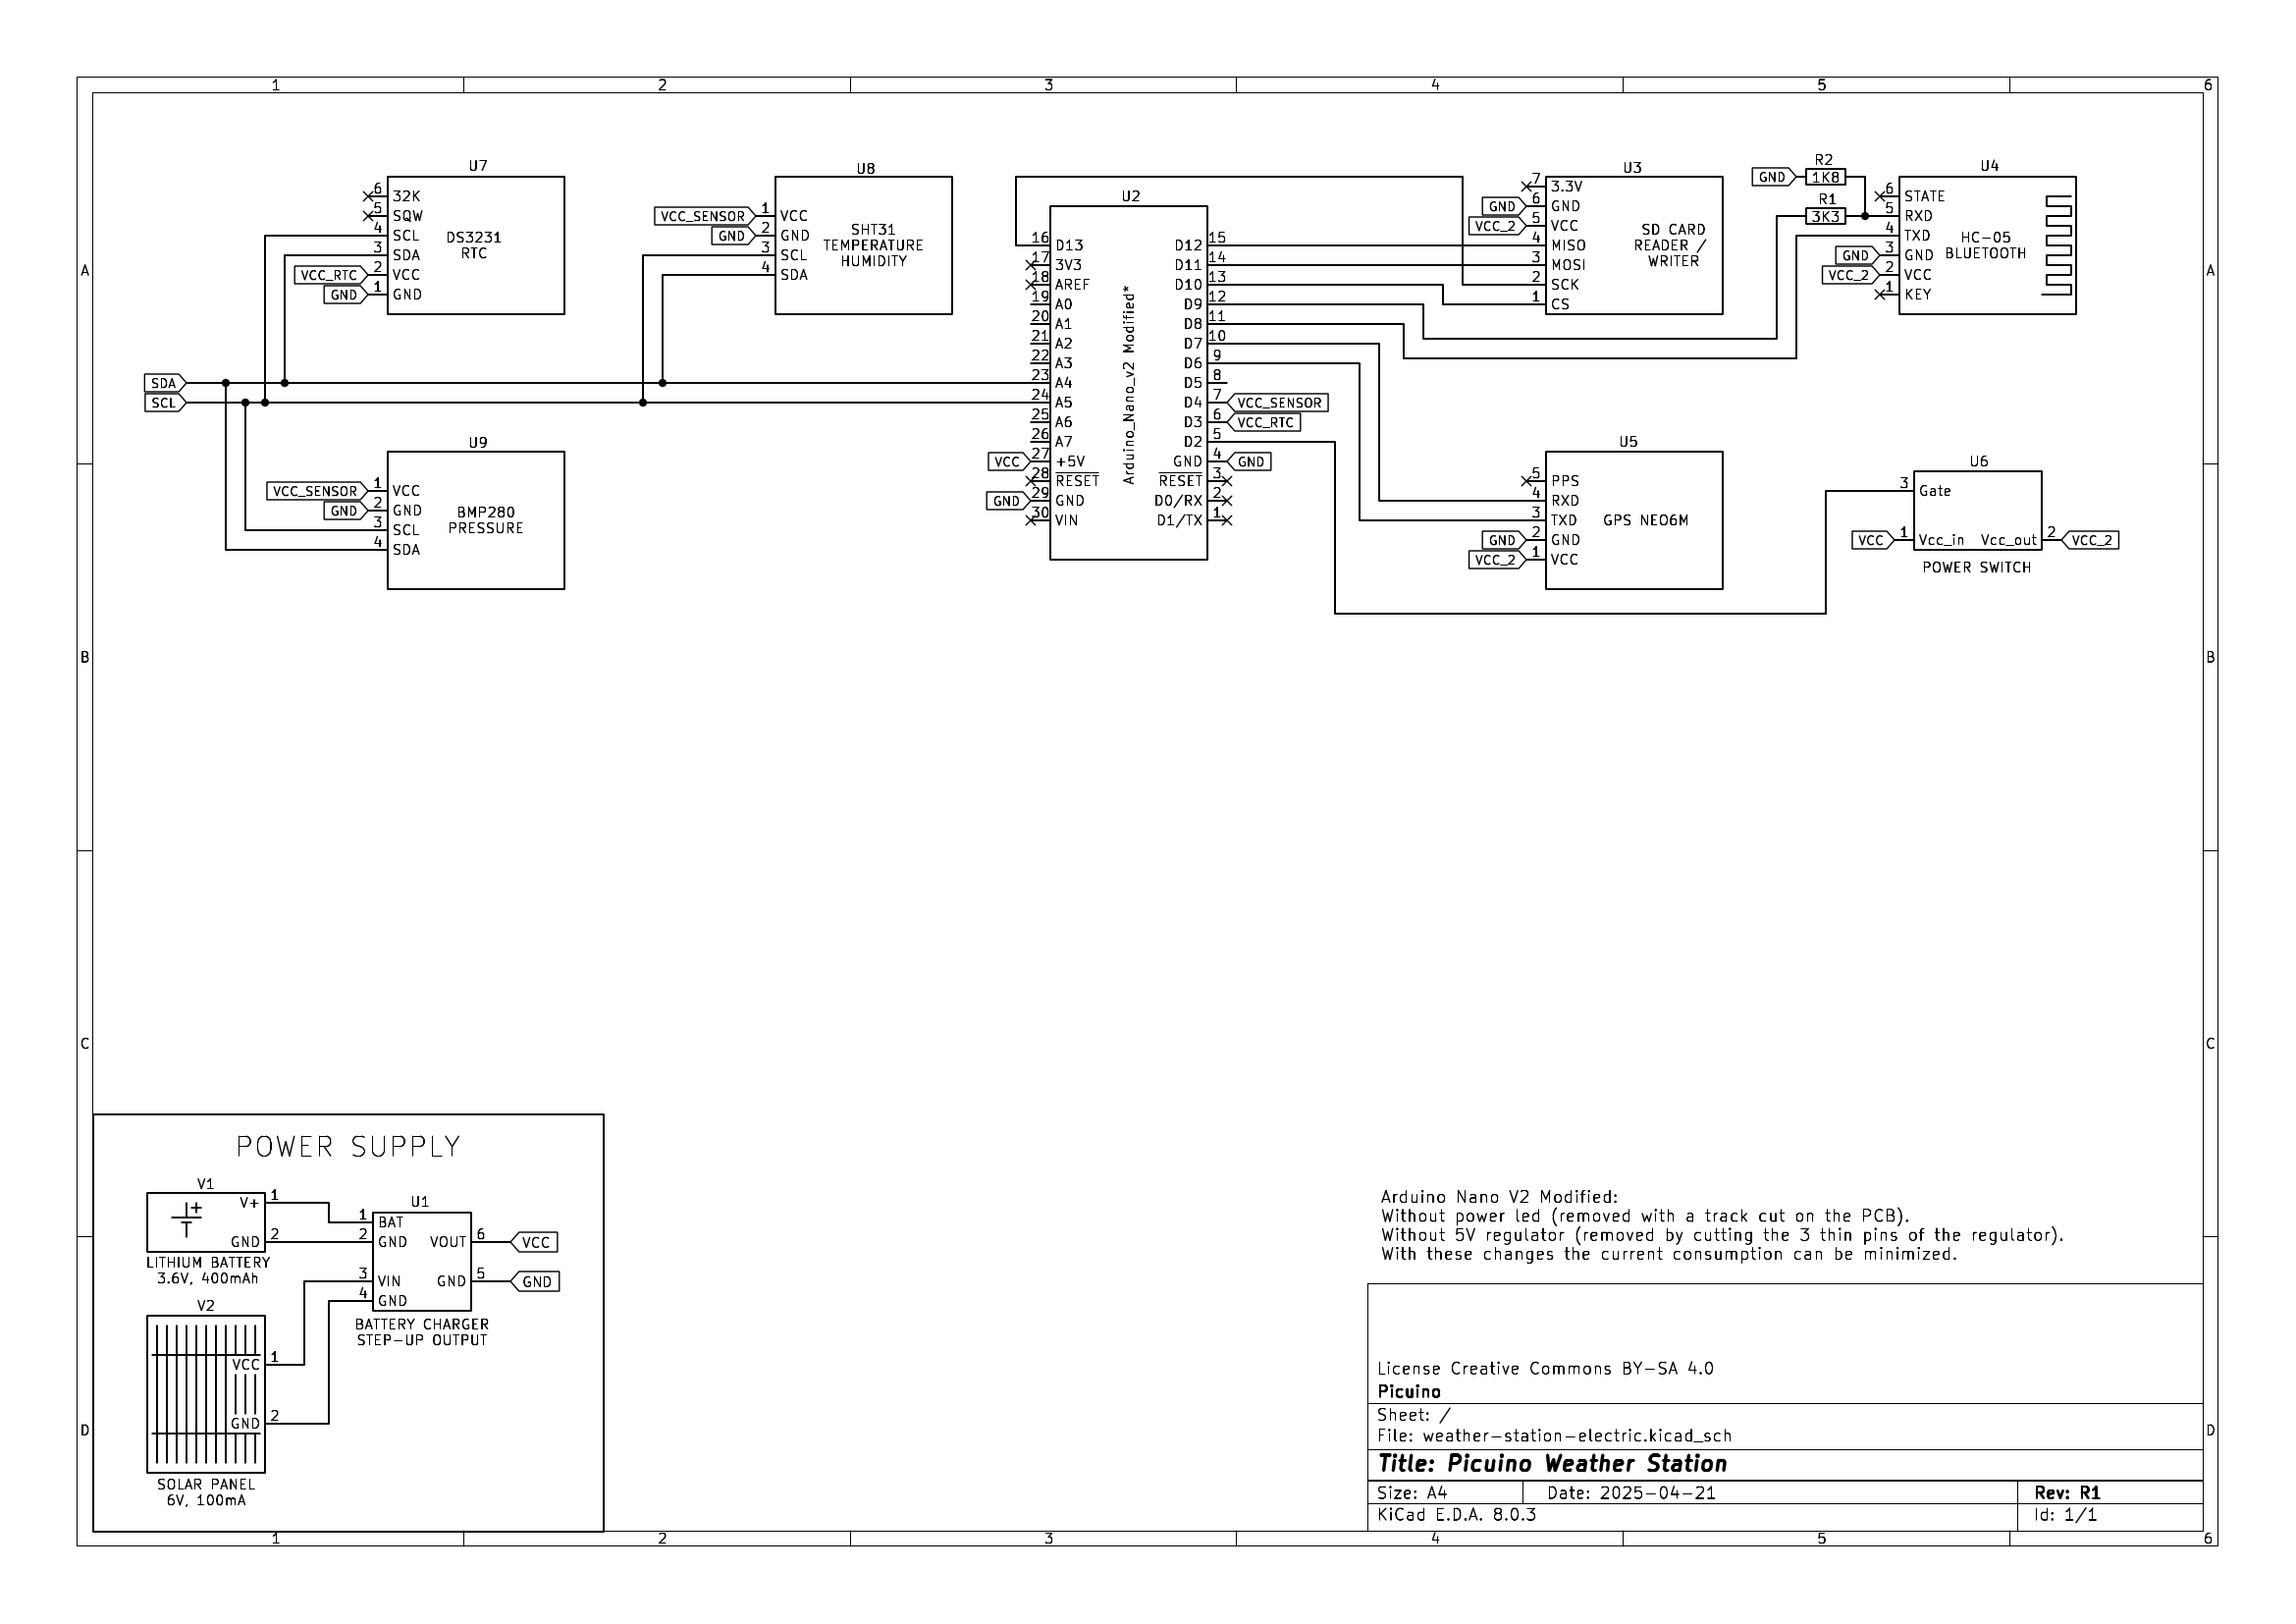 1 2 3 4 5 6
A
B
C
D
A
B
C
D
U7
6 32K
5 SQW
4 SCL
3 SDA
VCC_RTC 2 VCC
GND 1 GND
DS3231
RTC
U8
VCC_SENSOR 1 VCC
GND 2 GND
3 SCL
4 SDA
SHT31
TEMPERATURE
HUMIDITY
SDA
SCL
U9
VCC_SENSOR 1 VCC
GND 2 GND
3 SCL
4 SDA
BMP280
PRESSURE
U2
Arduino_Nano_v2 Modified*
16 D13
17 3V3
18 AREF
19 A0
20 A1
21 A2
22 A3
23 A4
24 A5
25 A6
26 A7
VCC 27 +5V
28 RESET
GND 29 GND
30 VIN
D12 15
D11 14
D10 13
D9 12
D8 11
D7 10
D6 9
D5 8
D4 7 VCC_SENSOR
D3 6 VCC_RTC
D2 5
GND 4 GND
RESET 3
D0/RX 2
D1/TX 1
U3
7 3.3V
GND 6 GND
VCC_2 5 VCC
4 MISO
3 MOSI
2 SCK
1 CS
SD CARD
READER /
WRITER
R2
GND 1K8
R1
3K3
U4
6 STATE
5 RXD
4 TXD
GND 3 GND
VCC_2 2 VCC
1 KEY
HC-05
BLUETOOTH
U5
5 PPS
4 RXD
3 TXD
GND 2 GND
VCC_2 1 VCC
GPS NEO6M
U6
3 Gate
VCC 1 Vcc_in Vcc_out 2 VCC_2
POWER SWITCH
POWER SUPPLY
V1
V+ 1
GND 2
LITHIUM BATTERY
3.6V, 400mAh
V2
VCC 1
GND 2
SOLAR PANEL
6V, 100mA
U1
1 BAT
2 GND
3 VIN
4 GND
VOUT 6 VCC
GND 5 GND
BATTERY CHARGER
STEP-UP OUTPUT
Arduino Nano V2 Modified:
Without power led (removed with a track cut on the PCB).
Without 5V regulator (removed by cutting the 3 thin pins of the regulator).
With these changes the current consumption can be minimized.
License Creative Commons BY-SA 4.0
Picuino
Sheet: /
File: weather-station-electric.kicad_sch
Title: Picuino Weather Station
Size: A4 Date: 2025-04-21 Rev: R1
KiCad E.D.A. 8.0.3 Id: 1/1
1 2 3 4 5 6